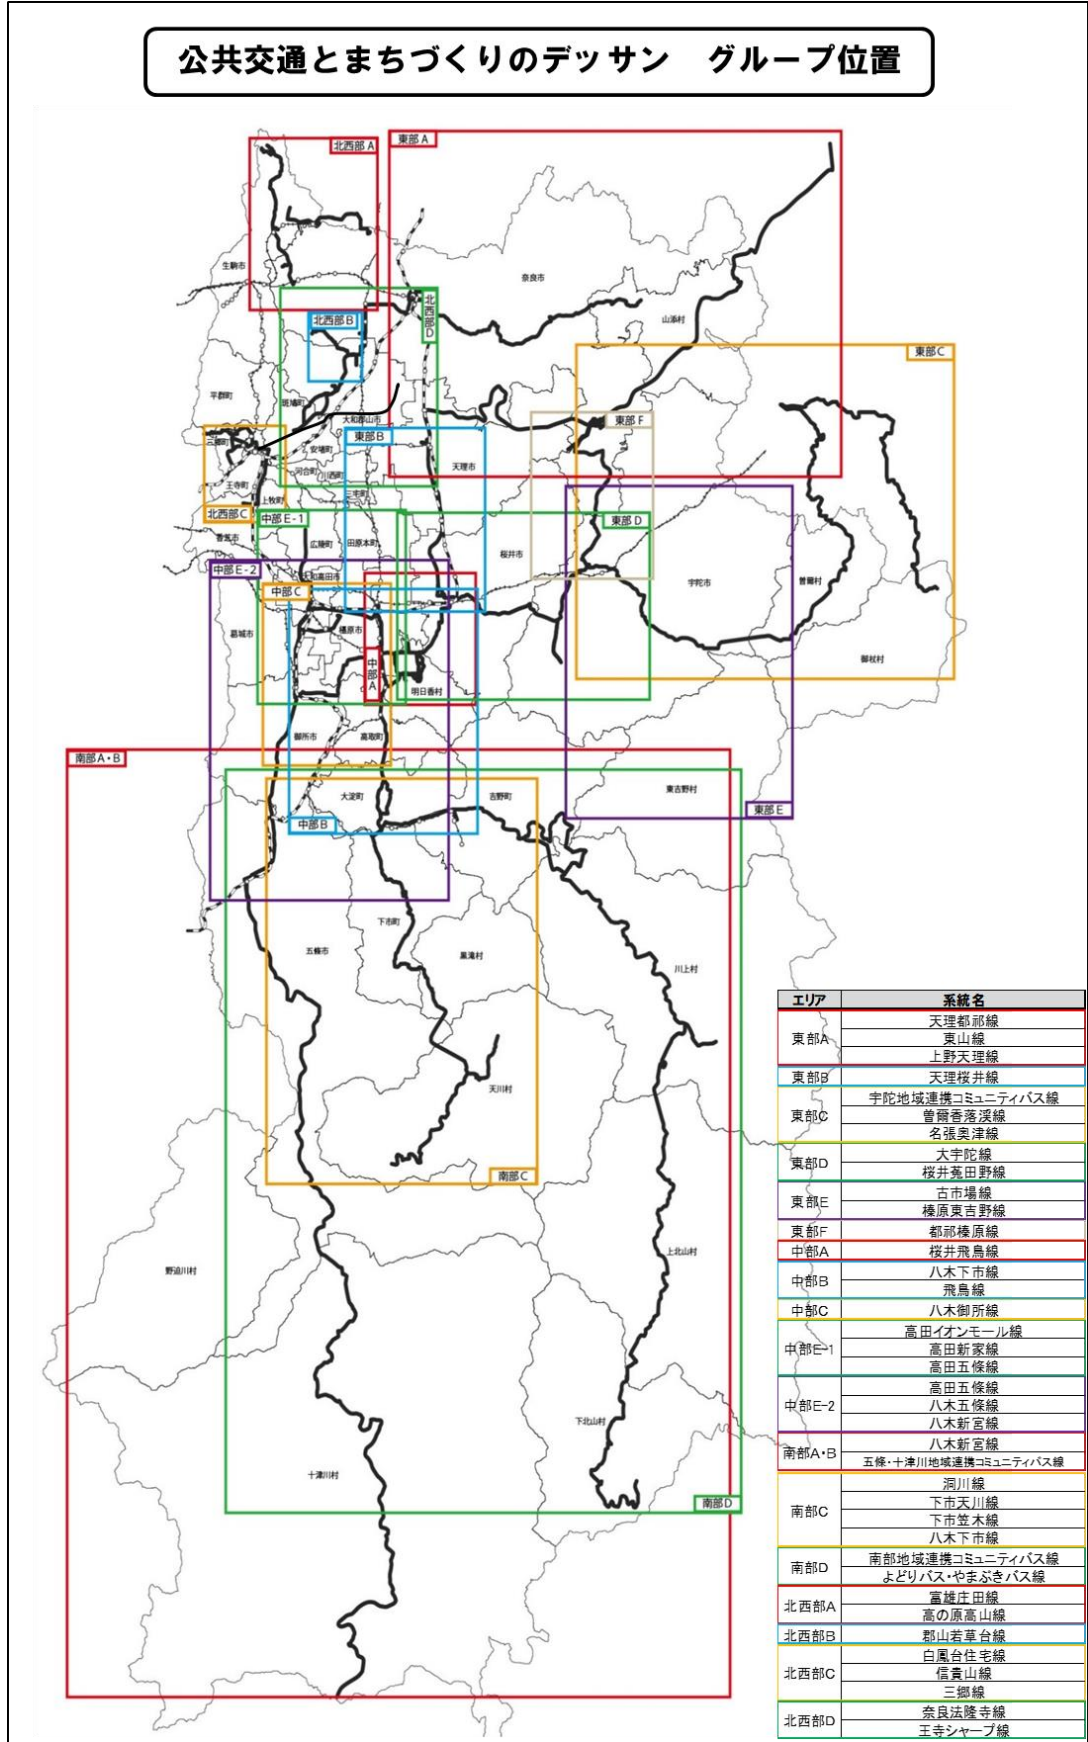 公共交通とまちづくりのデッサン　グループ位置
北西部A
東部A
生駒市
奈良市
北西部D
北西部B
山添村
東部C
平群町
斑鳩町
大和郡山市
東部F
三郷町
東部B
安堵町
天理市
河合町
川西町
王寺町
三宅町
上牧町
北西部C
中部E-1
東部D
香芝市
広陵町
田原本町
桜井市
中部E-2
大和高田市
宇陀市
曽爾村
中部C
葛城市
橿原市
中部A
明日香村
御杖村
御所市
高取町
南部A・B
大淀町
吉野町
東吉野村
中部B
東部E
下市町
五條市
黒滝村
川上村
天川村
南部C
野迫川村
上北山村
下北山村
十津川村
南部D
エリア 系統名
東部A 天理都祁線
東山線
上野天理線
東部B 天理桜井線
東部C 宇陀地域連携コミュニティバス線
曽爾香落渓線
名張奥津線
東部D 大宇陀線
桜井菟田野線
東部E 古市場線
榛原東吉野線
東部F 都祁榛原線
中部A 桜井飛鳥線
中部B 八木下市線
飛鳥線
中部C 八木御所線
中部E-1 高田イオンモール線
高田新家線
高田五條線
中部E-2 高田五條線
八木五條線
八木新宮線
南部A・B 八木新宮線
五條・十津川地域連携コミュニティバス線
南部C 洞川線
下市天川線
下市笠木線
八木下市線
南部D 南部地域連携コミュニティバス線
よどりバス・やまぶきバス線
北西部A 富雄庄田線
高の原高山線
北西部B 郡山若草台線
北西部C 白鳳台住宅線
信貴山線
三郷線
北西部D 奈良法隆寺線
王寺シャープ線